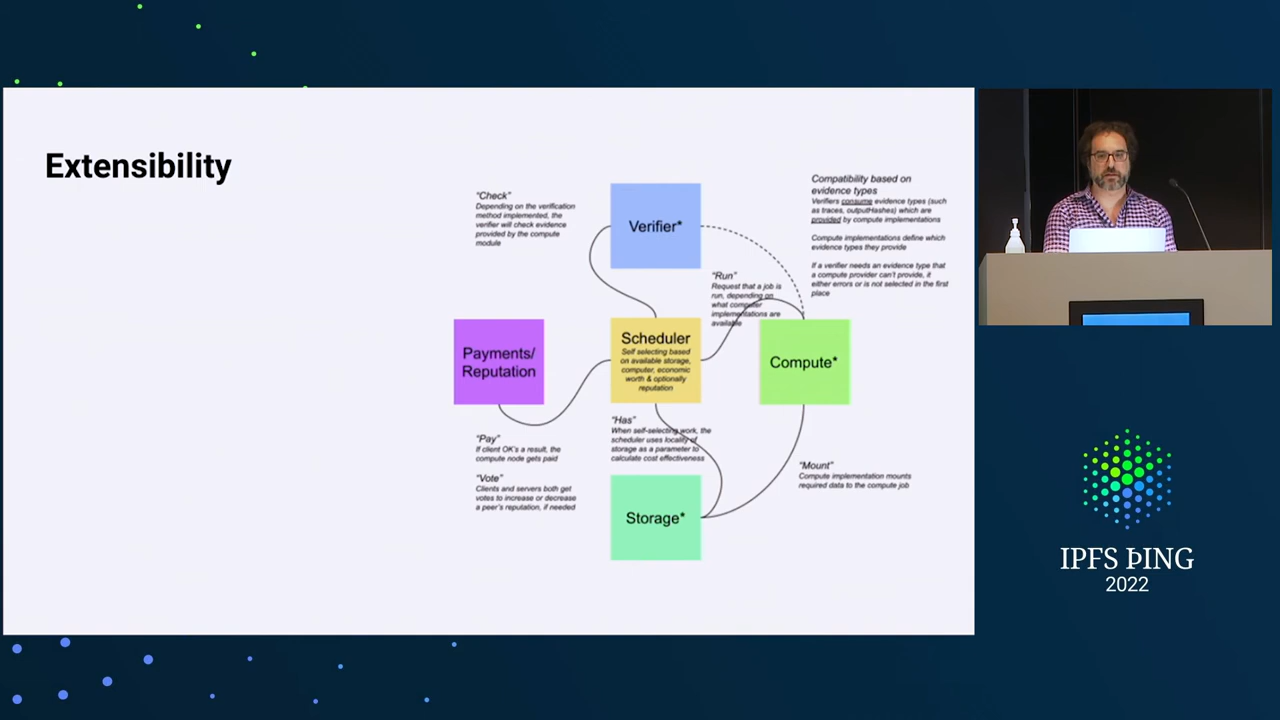 Extensibility
"Check"
Depending on the verification
method implemented, the
verifier will check evidence
provided by the compute
module
Verifier*
Compatibility based on
evidence types
Verifiers consume evidence types (such
as traces, outputHashes) which are
provided by compute implementations
Compute implementations define which
evidence types they provide
If a verifier needs an evidence type that
a compute provider can't provide, it
either errors or is not selected in the first
place
"Run"
Request that a job is
run, depending on
what computer
implementations are
available
Payments/
Reputation
Scheduler
Self selecting based
on available storage,
computer, economic
worth & optionally
reputation
Compute*
"Pay"
If client OK's a result, the
compute node gets paid
"Vote"
Clients and servers both get
votes to increase or decrease
a peer's reputation, if needed
"Has"
When self-selecting work, the
scheduler uses locality of
storage as a parameter to
calculate cost effectiveness
"Mount"
Compute implementation mounts
required data to the compute job
Storage*
IPFS ÞING
2022